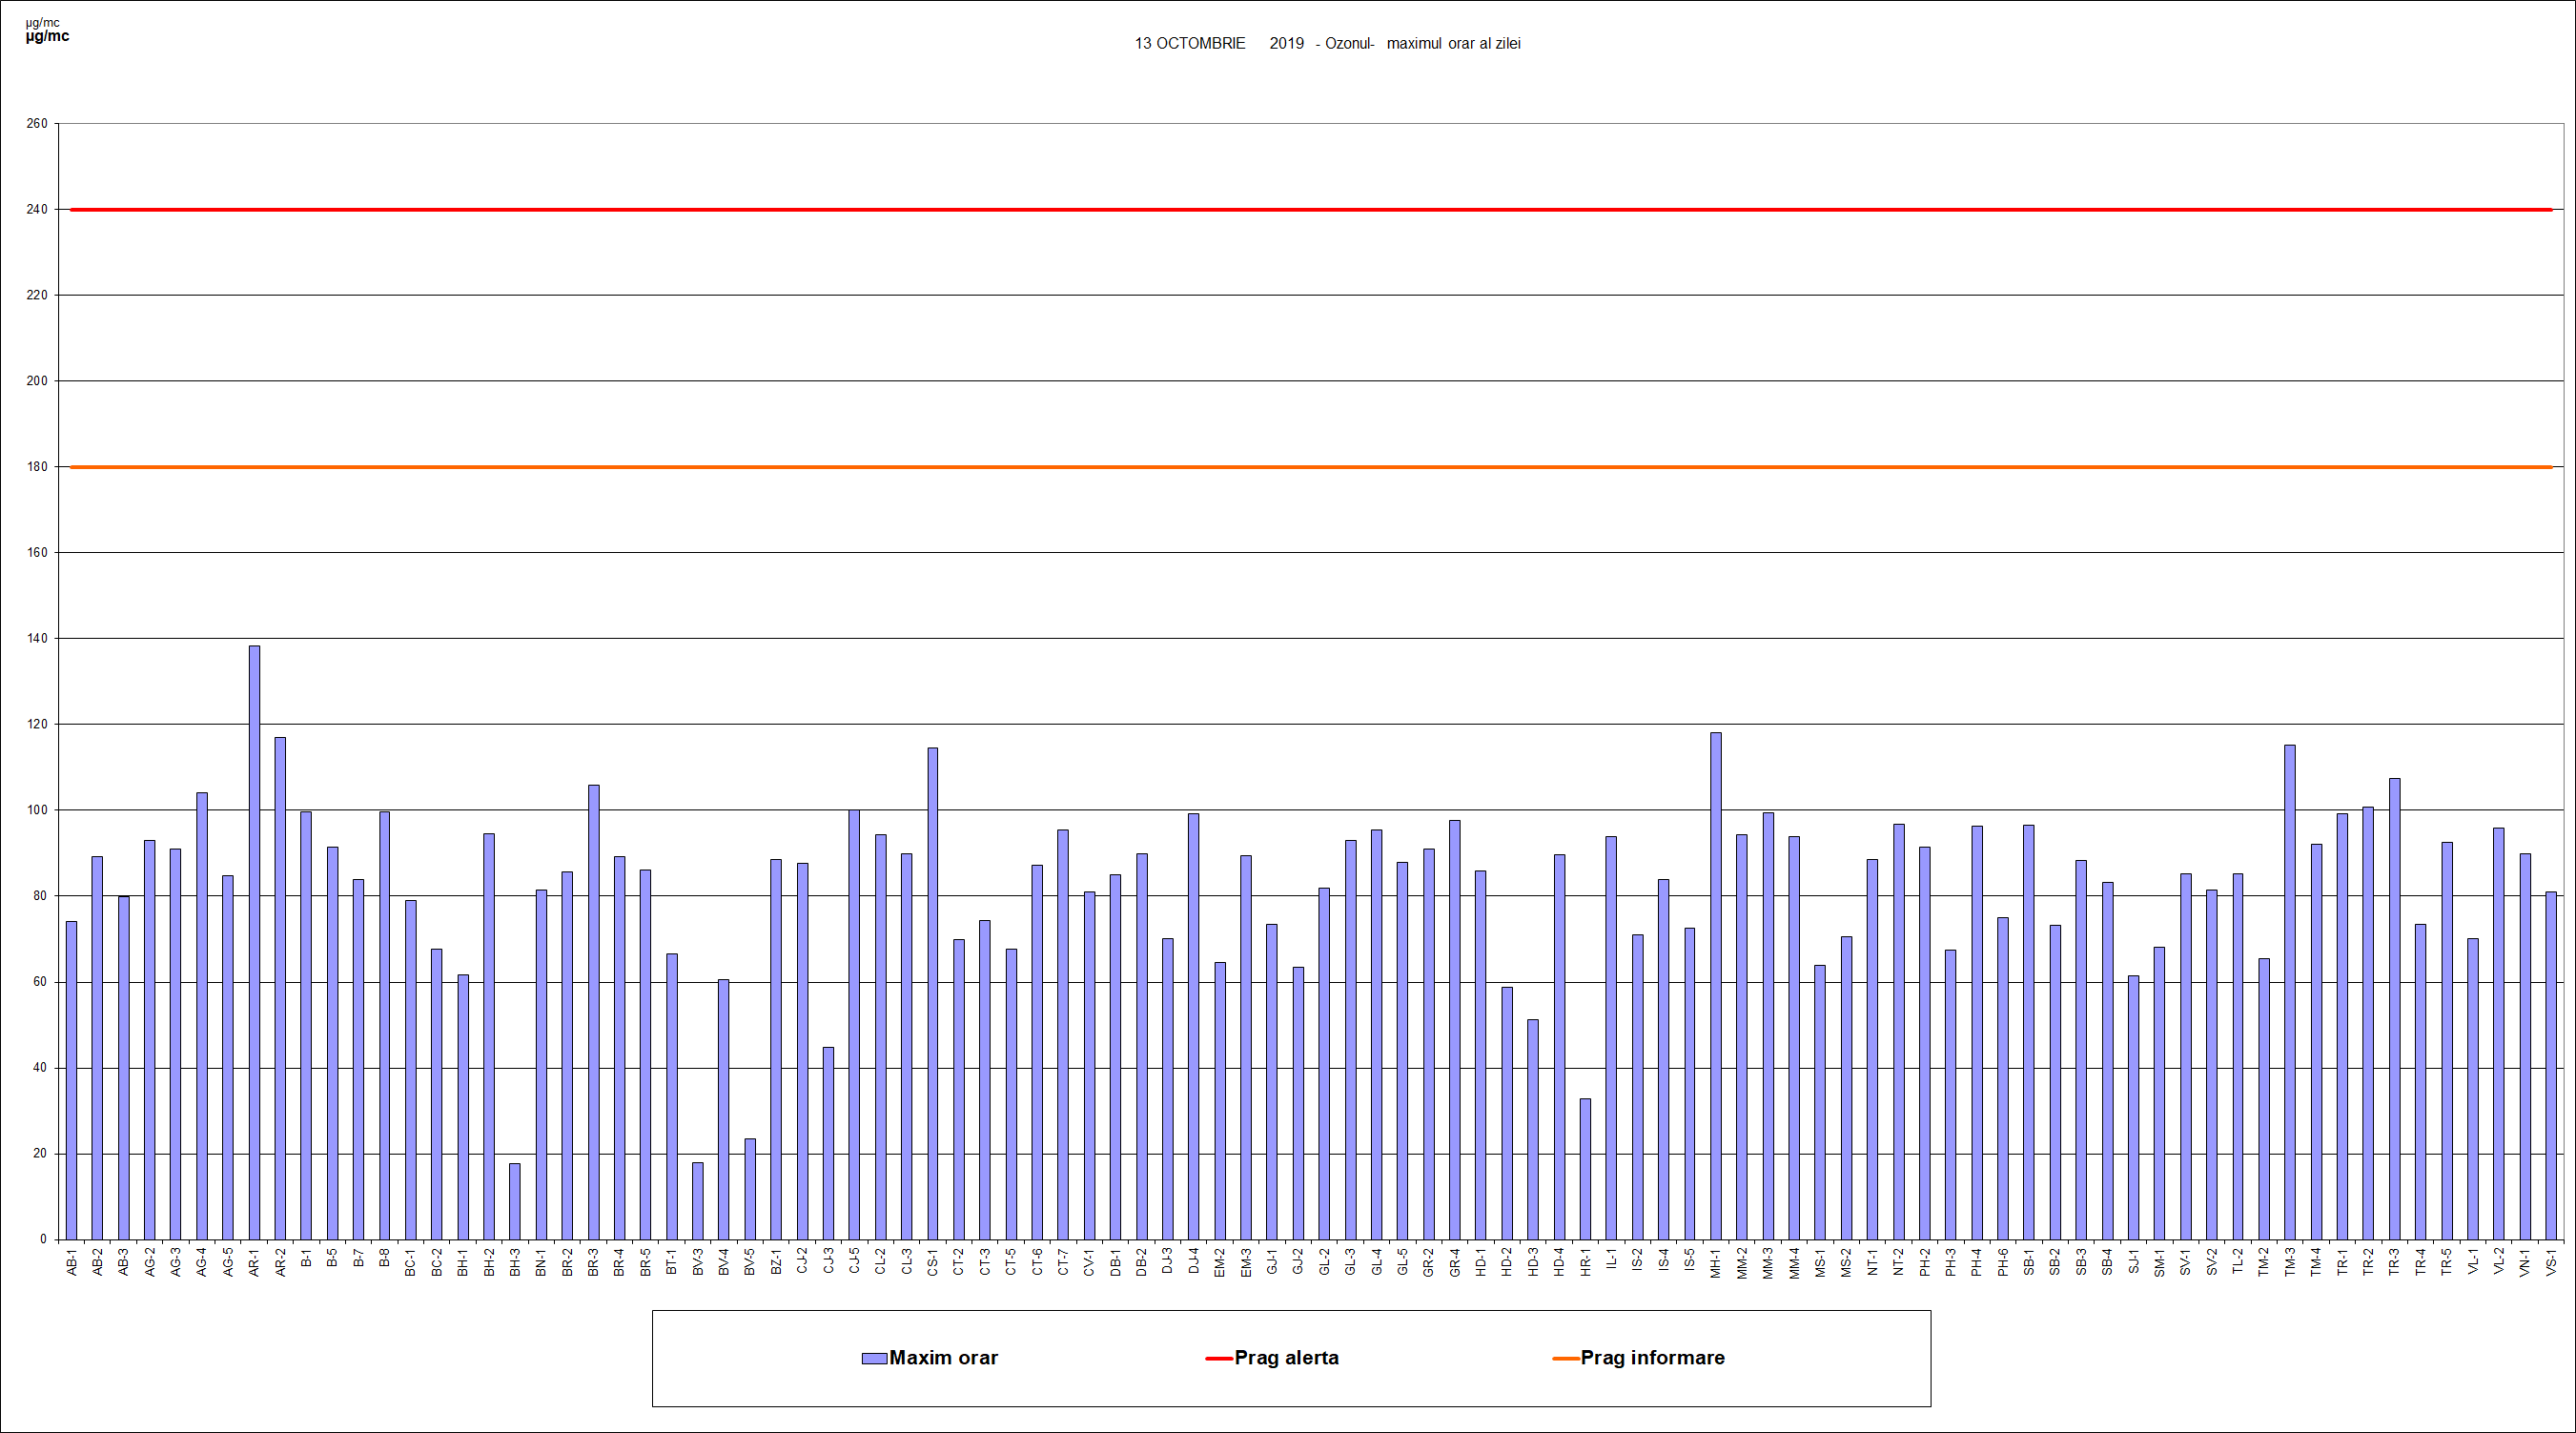 µg/mc
µg/mc
13 OCTOMBRIE 2019 - Ozonul- maximul orar al zilei
260
240
220
200
180
160
140
120
100
80
60
40
20
0
AB-1 AB-2 AB-3 AG-2 AG-3 AG-4 AG-5 AR-1 AR-2 B-1 B-5 B-7 B-8 BC-1 BC-2 BH-1 BH-2 BH-3 BN-1 BR-2 BR-3 BR-4 BR-5 BT-1 BV-3 BV-4 BV-5 BZ-1 CJ-2 CJ-3 CJ-5 CL-2 CL-3 CS-1 CT-2 CT-3 CT-5 CT-6 CT-7 CV-1 DB-1 DB-2 DJ-3 DJ-4 EM-2 EM-3 GJ-1 GJ-2 GL-2 GL-3 GL-4 GL-5 GR-2 GR-4 HD-1 HD-2 HD-3 HD-4 HR-1 IL-1 IS-2 IS-4 IS-5 MH-1 MM-2 MM-3 MM-4 MS-1 MS-2 NT-1 NT-2 PH-2 PH-3 PH-4 PH-6 SB-1 SB-2 SB-3 SB-4 SJ-1 SM-1 SV-1 SV-2 TL-2 TM-2 TM-3 TM-4 TR-1 TR-2 TR-3 TR-4 TR-5 VL-1 VL-2 VN-1 VS-1
Maxim orar Prag alerta Prag informare